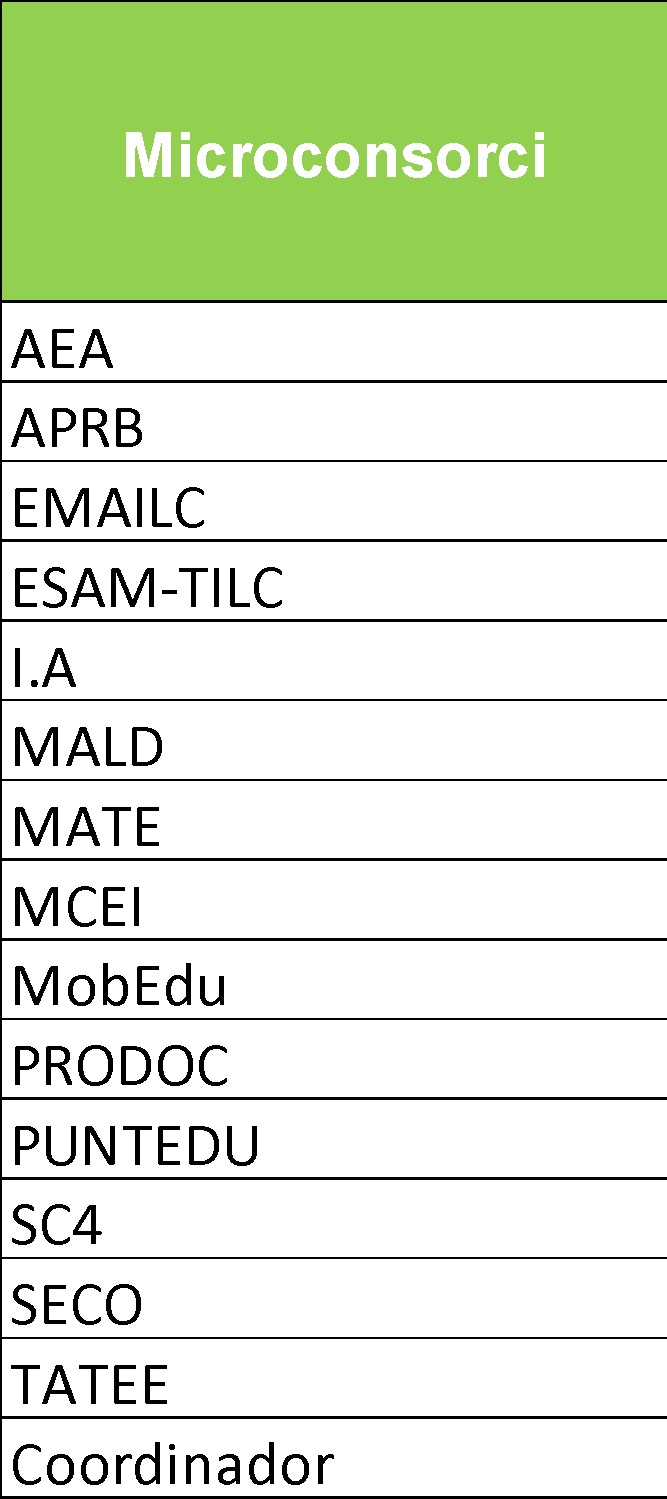 Microconsorci
AEA
APRB
EMAILC
ESAM-TILC
I.A
MALD
MATE
MCEI
MobEdu
PRODOC
PUNTEDU
SC4
SECO
TATEE
Coordinador